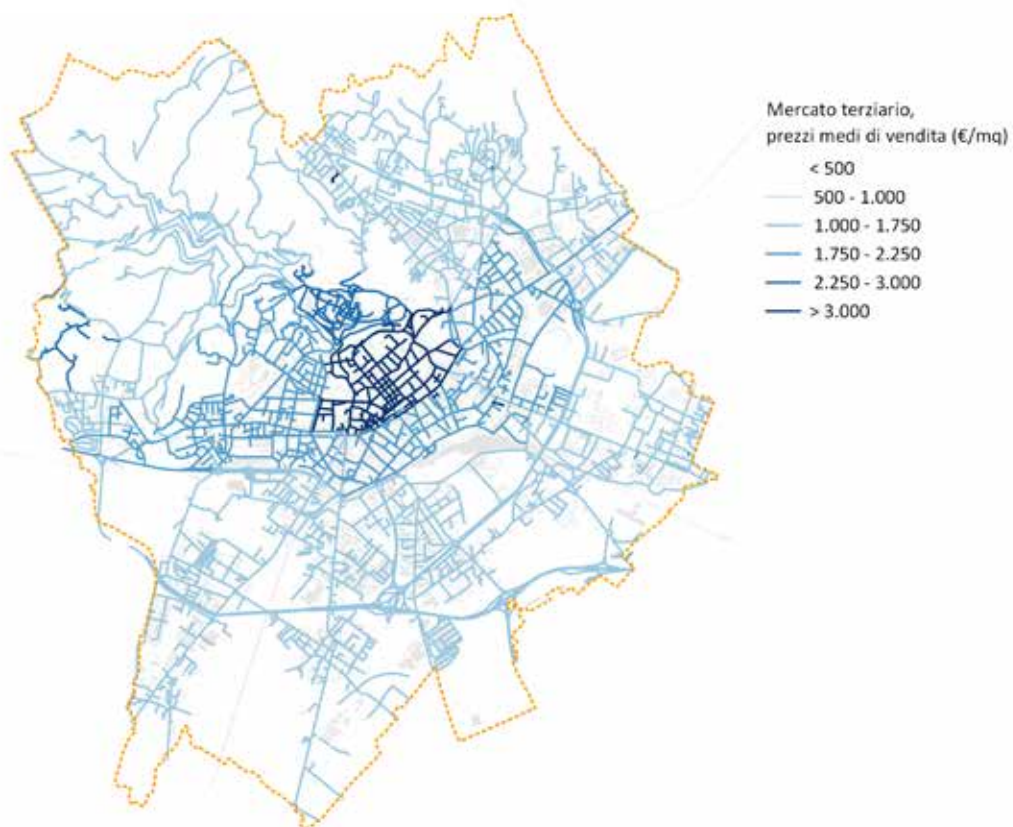 Mercato terziario,
prezzi medi di vendita (€/mq)
< 500
500 - 1.000
1.000 - 1.750
1.750 - 2.250
2.250 - 3.000
> 3.000